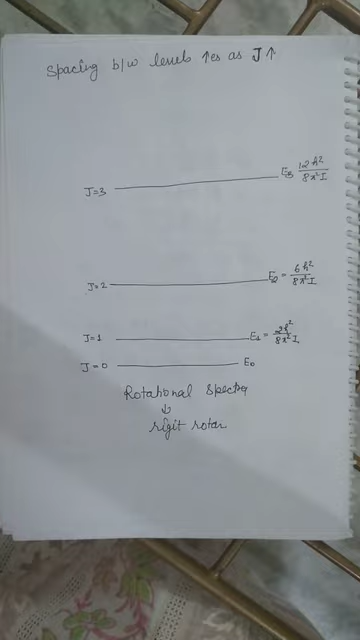 Spacing b/w levels ↑es as J ↑
J=3 E3 12h²/8π²I
J=2 E2 = 6h²/8π²I
J=1 E1 = 2h²/8π²I
J=0 E0
Rotational Spectra
↓
rigit rotar